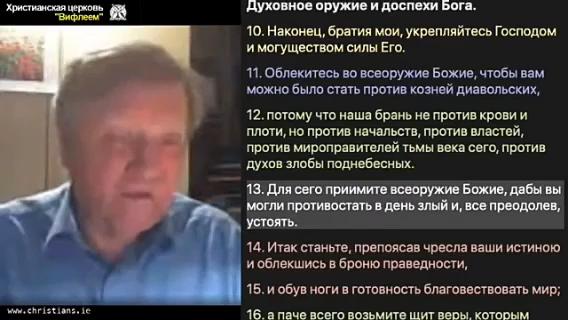 Христианская церковь
"Вифлеем"
Духовное оружие и доспехи Бога.
10. Наконец, братия мои, укрепляйтесь Господом
и могуществом силы Его.
11. Облекитесь во всеоружие Божие, чтобы вам
можно было стать против козней диавольских,
12. потому что наша брань не против крови и
плоти, но против начальств, против властей,
против мироправителей тьмы века сего, против
духов злобы поднебесных.
13. Для сего приимите всеоружие Божие, дабы вы
могли противостать в день злый и, все преодолев,
устоять.
14. Итак станьте, препоясав чресла ваши истиною
и облекшись в броню праведности,
15. и обув ноги в готовность благовествовать мир;
16. а паче всего возьмите щит веры, которым
www.christians.ie